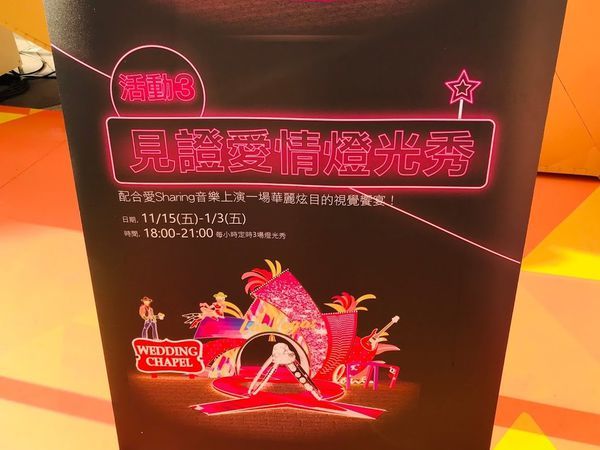 活動3
見證愛情燈光秀
配合愛Sharing音樂上演一場華麗炫目的視覺饗宴！
日期. 11/15(五)-1/3(五)
時間. 18:00-21:00 每小時定時3場燈光秀
WEDDING
CHAPEL